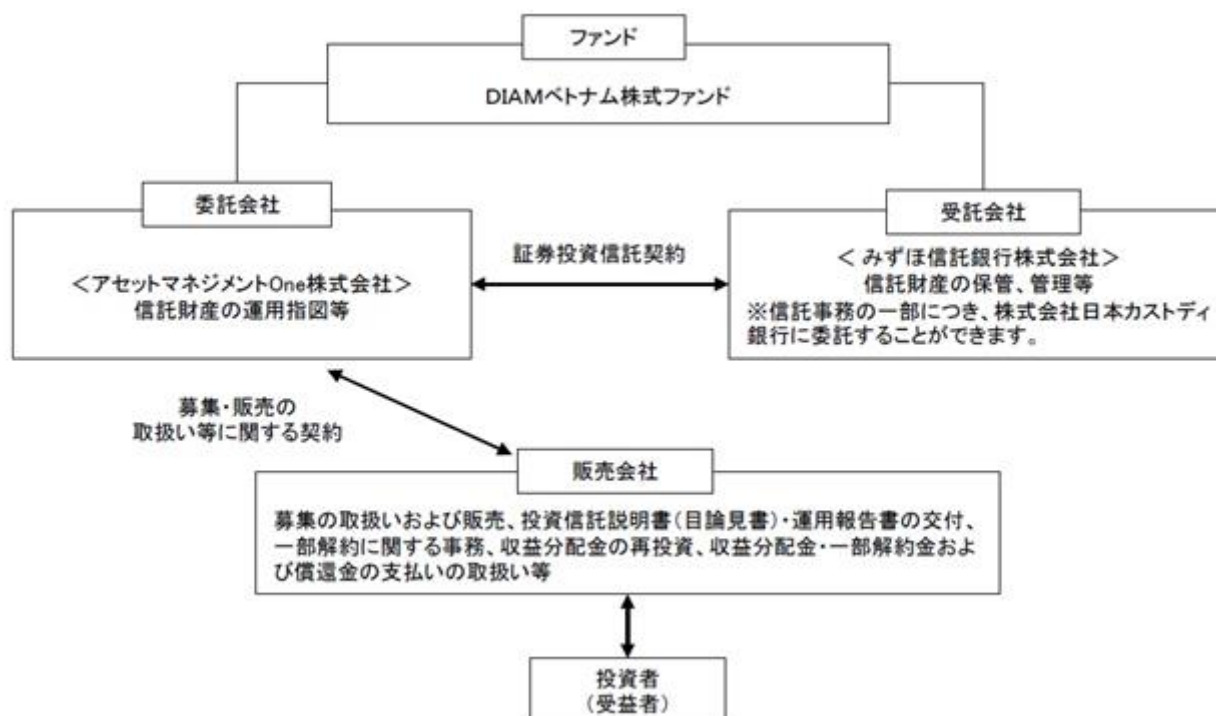 ファンド
DIAMベトナム株式ファンド
委託会社
<アセットマネジメントOne株式会社>
信託財産の運用指図等
証券投資信託契約
受託会社
< みずほ信託銀行株式会社>
信託財産の保管、管理等
※信託事務の一部につき、株式会社日本カストディ
銀行に委託することができます。
募集・販売の
取扱い等に関する契約
販売会社
募集の取扱いおよび販売、投資信託説明書(目論見書)・運用報告書の交付、
一部解約に関する事務、収益分配金の再投資、収益分配金・一部解約金およ
び償還金の支払いの取扱い等
投資者
(受益者)